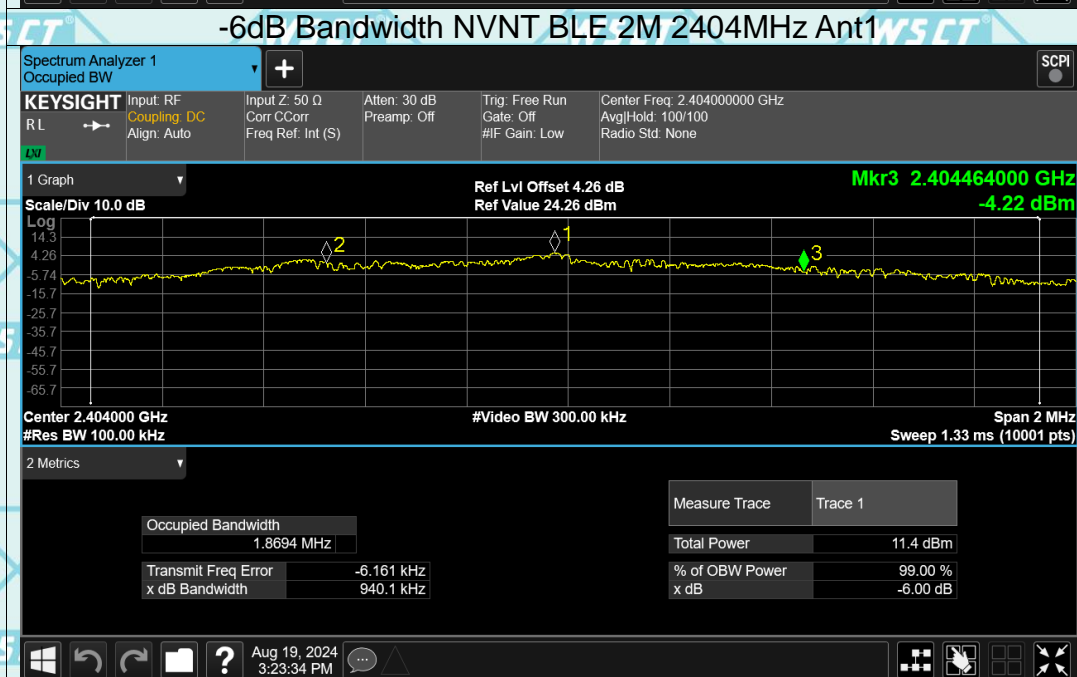 -6dB Bandwidth NVNT BLE 2M 2404MHz Ant1
Spectrum Analyzer 1
Occupied BW
+
SCPI
KEYSIGHT
RL
LXI
Input: RF
Coupling: DC
Align: Auto
Input Z: 50 Ω
Corr CCorr
Freq Ref: Int (S)
Atten: 30 dB
Preamp: Off
Trig: Free Run
Gate: Off
#IF Gain: Low
Center Freq: 2.404000000 GHz
Avg|Hold: 100/100
Radio Std: None
1 Graph
Ref Lvl Offset 4.26 dB
Mkr3 2.404464000 GHz
Scale/Div 10.0 dB
Ref Value 24.26 dBm
-4.22 dBm
Log
14.3
4.26
-5.74
-15.7
-25.7
-35.7
-45.7
-55.7
-65.7
2
1
3
Center 2.404000 GHz
#Video BW 300.00 kHz
Span 2 MHz
#Res BW 100.00 kHz
Sweep 1.33 ms (10001 pts)
2 Metrics
Measure Trace Trace 1
Occupied Bandwidth
1.8694 MHz
Total Power 11.4 dBm
Transmit Freq Error -6.161 kHz
% of OBW Power 99.00 %
x dB Bandwidth 940.1 kHz
x dB -6.00 dB
?
Aug 19, 2024
3:23:34 PM